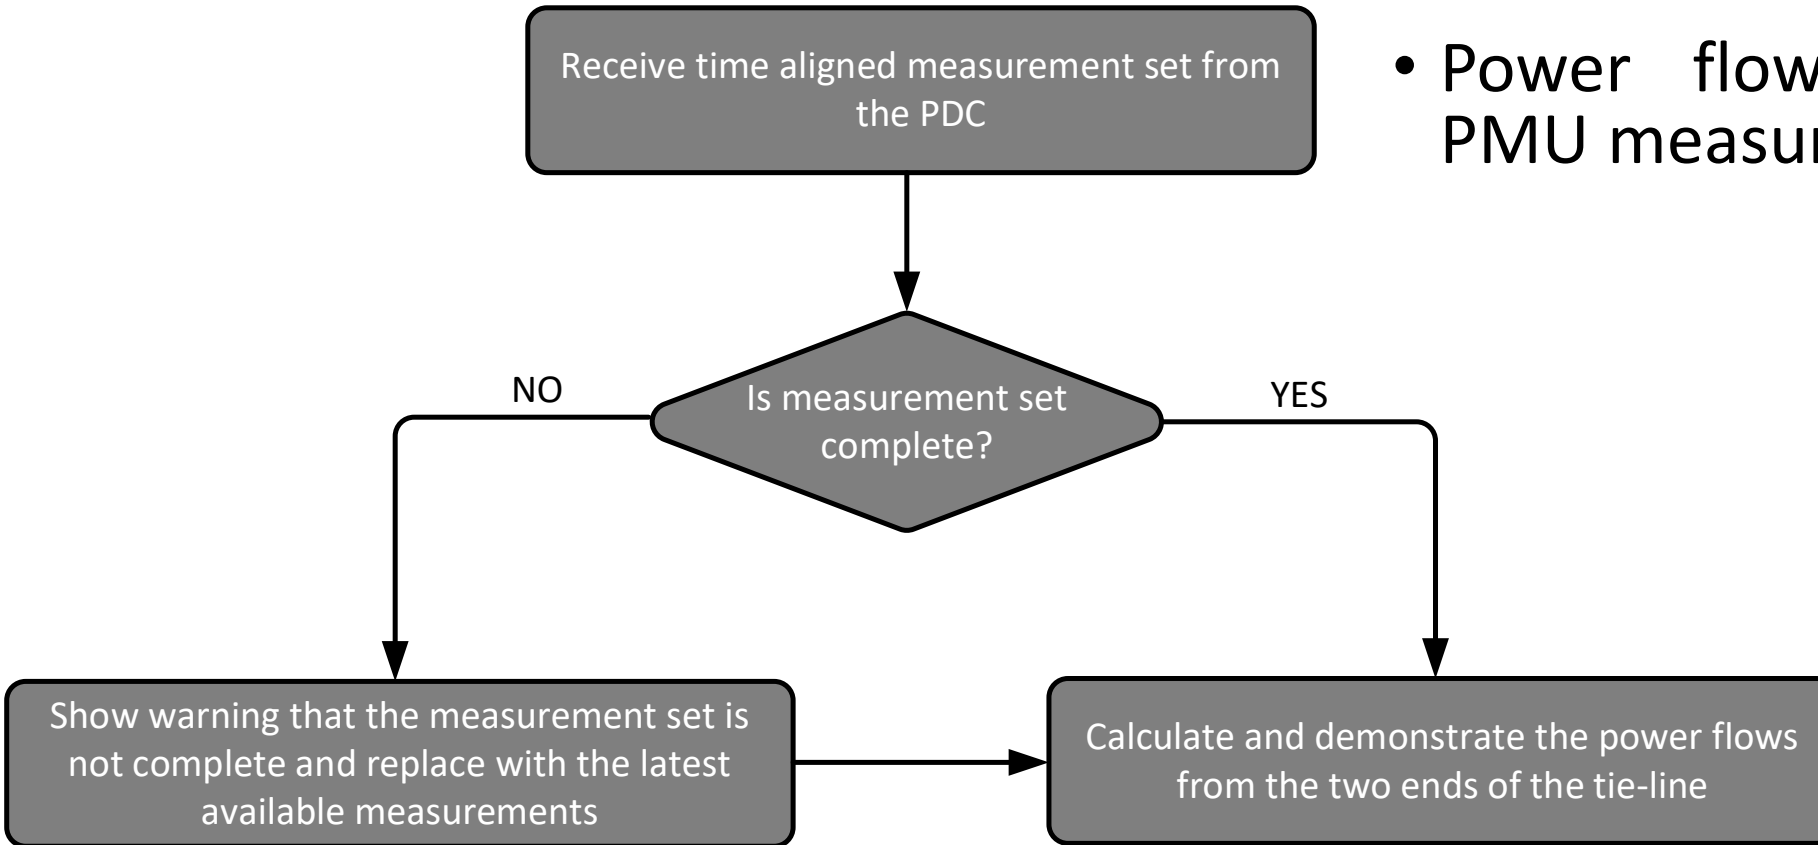 Receive time aligned measurement set from
the PDC
• Power flow
PMU
Is measurement set
complete?
NO
YES
Show warning that the measurement set is
not complete and replace with the latest
available measurements
Calculate and demonstrate the power flows
from the two ends of the tie-line